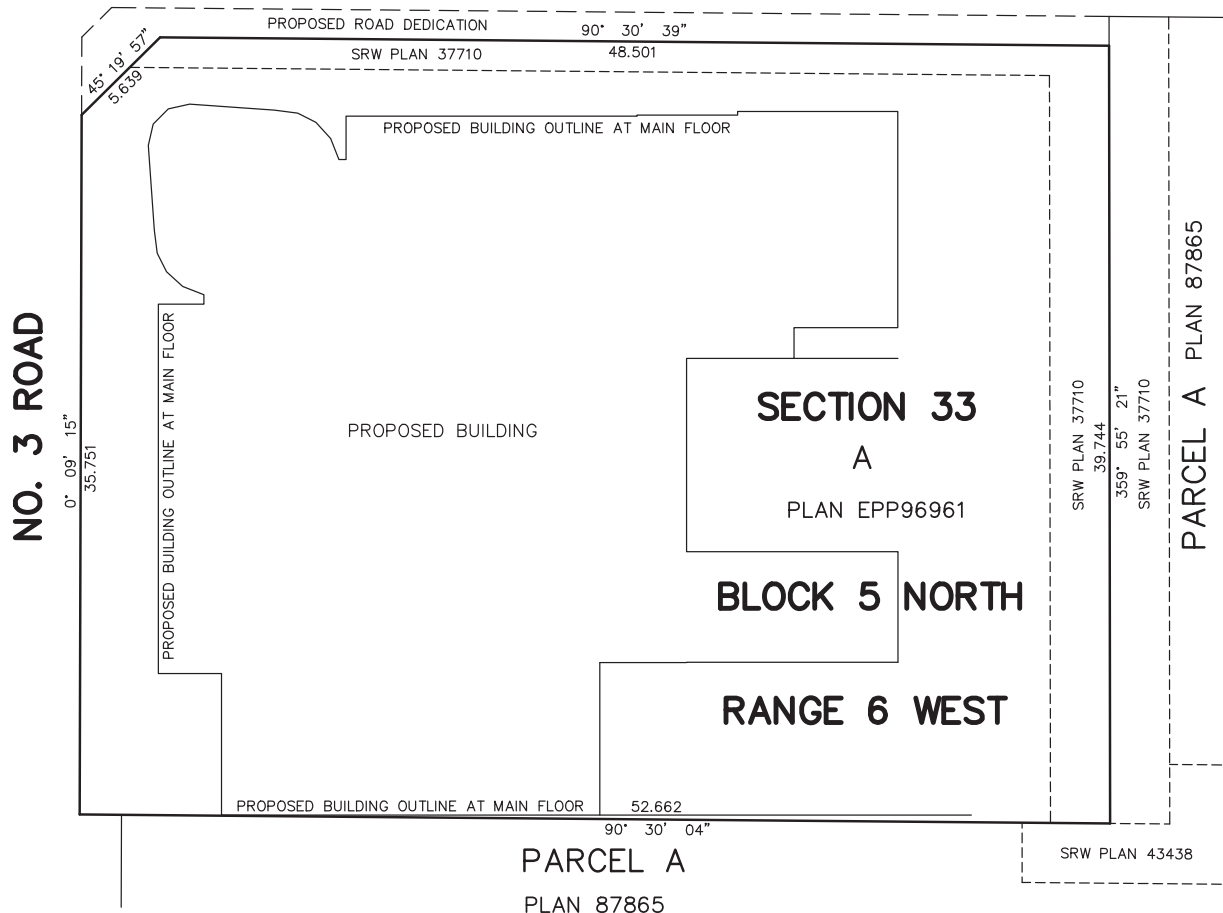 PROPOSED ROAD DEDICATION
90° 30' 39"
SRW PLAN 37710
48.501
45° 19' 57"
5.639
PROPOSED BUILDING OUTLINE AT MAIN FLOOR
NO. 3 ROAD
0° 09' 15"
35.751
PROPOSED BUILDING OUTLINE AT MAIN FLOOR
PROPOSED BUILDING
SECTION 33
A
PLAN EPP96961
BLOCK 5 NORTH
RANGE 6 WEST
SRW PLAN 37710
39.744
359° 55' 21"
SRW PLAN 37710
PARCEL A PLAN 87865
PROPOSED BUILDING OUTLINE AT MAIN FLOOR
52.662
90° 30' 04"
PARCEL A
PLAN 87865
SRW PLAN 43438